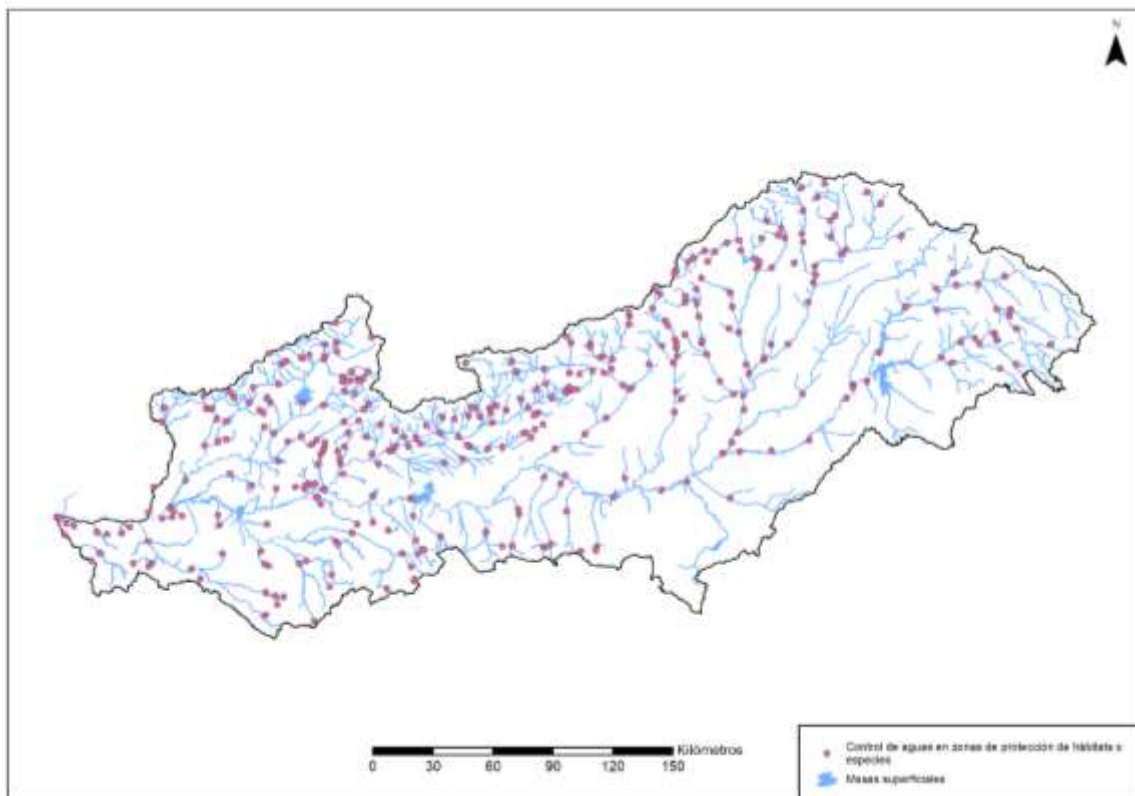 N
Kilómetros
0 30 60 90 120 150
Control de aguas en zonas de protección de hábitats o
especies
Masas superficiales